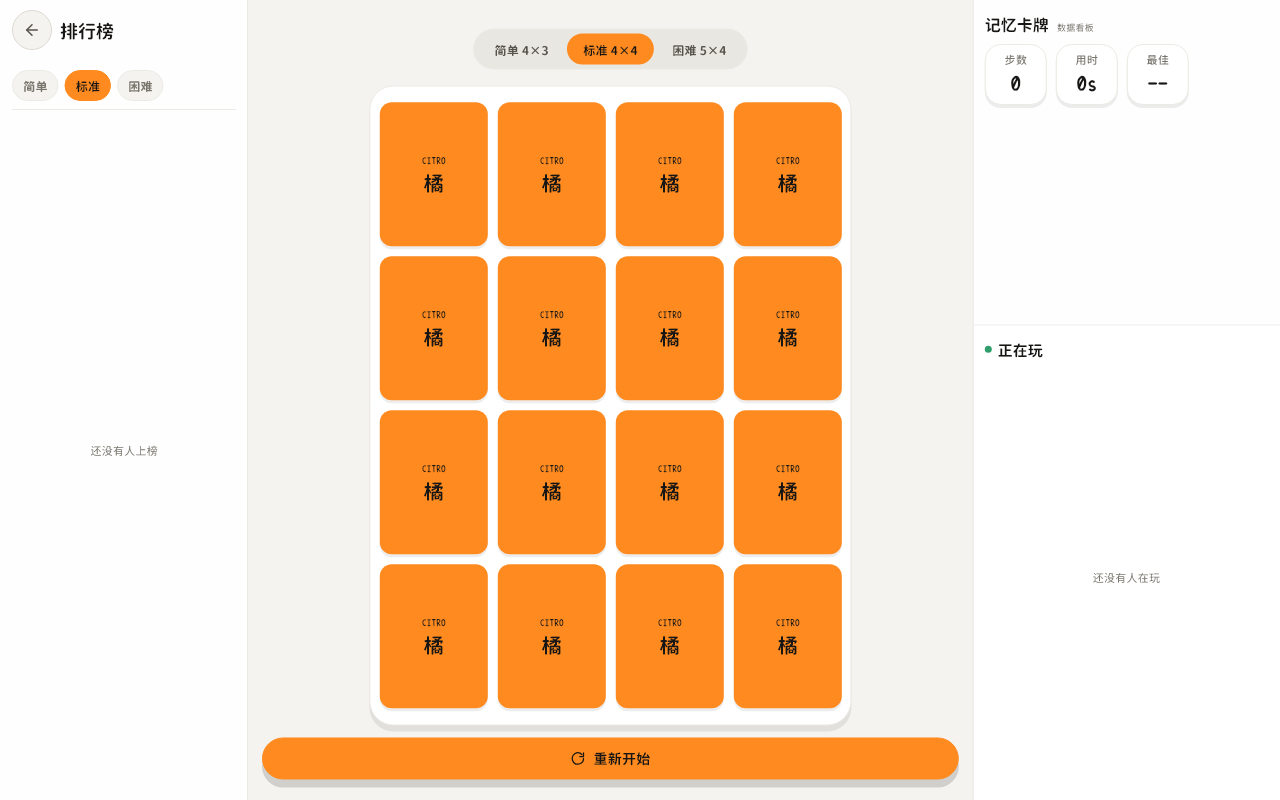 排行榜
简单 标准 困难
还没有人上榜
简单 4×3 标准 4×4 困难 5×4
CITRO CITRO CITRO CITRO
橘 橘 橘 橘
CITRO CITRO CITRO CITRO
橘 橘 橘 橘
CITRO CITRO CITRO CITRO
橘 橘 橘 橘
CITRO CITRO CITRO CITRO
橘 橘 橘 橘
重新开始
记忆卡牌 数据看板
步数 用时 最佳
0 0s --
正在玩
还没有人在玩